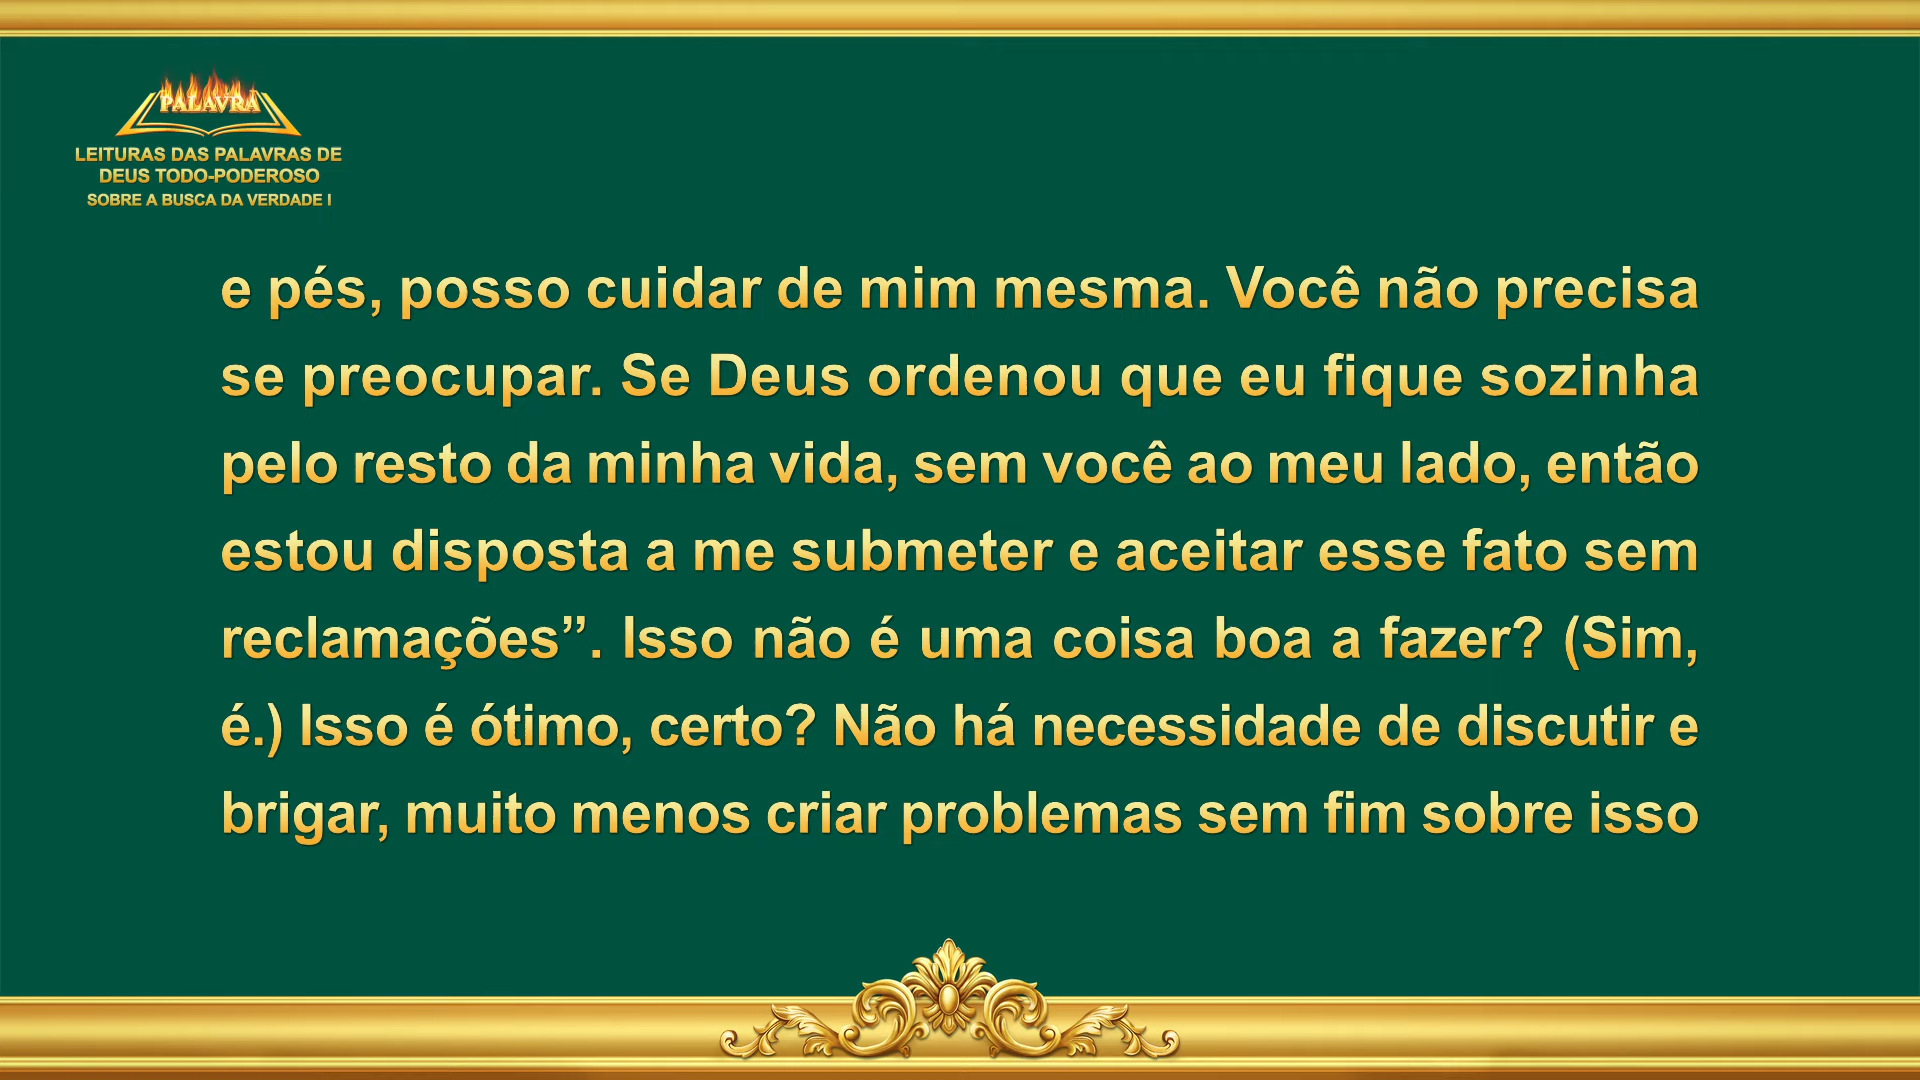 PALAVRA
LEITURAS DAS PALAVRAS DE
DEUS TODO-PODEROSO
SOBRE A BUSCA DA VERDADE I
e pés, posso cuidar de mim mesma. Você não precisa
se preocupar. Se Deus ordenou que eu fique sozinha
pelo resto da minha vida, sem você ao meu lado, então
estou disposta a me submeter e aceitar esse fato sem
reclamações”. Isso não é uma coisa boa a fazer? (Sim,
é.) Isso é ótimo, certo? Não há necessidade de discutir e
brigar, muito menos criar problemas sem fim sobre isso